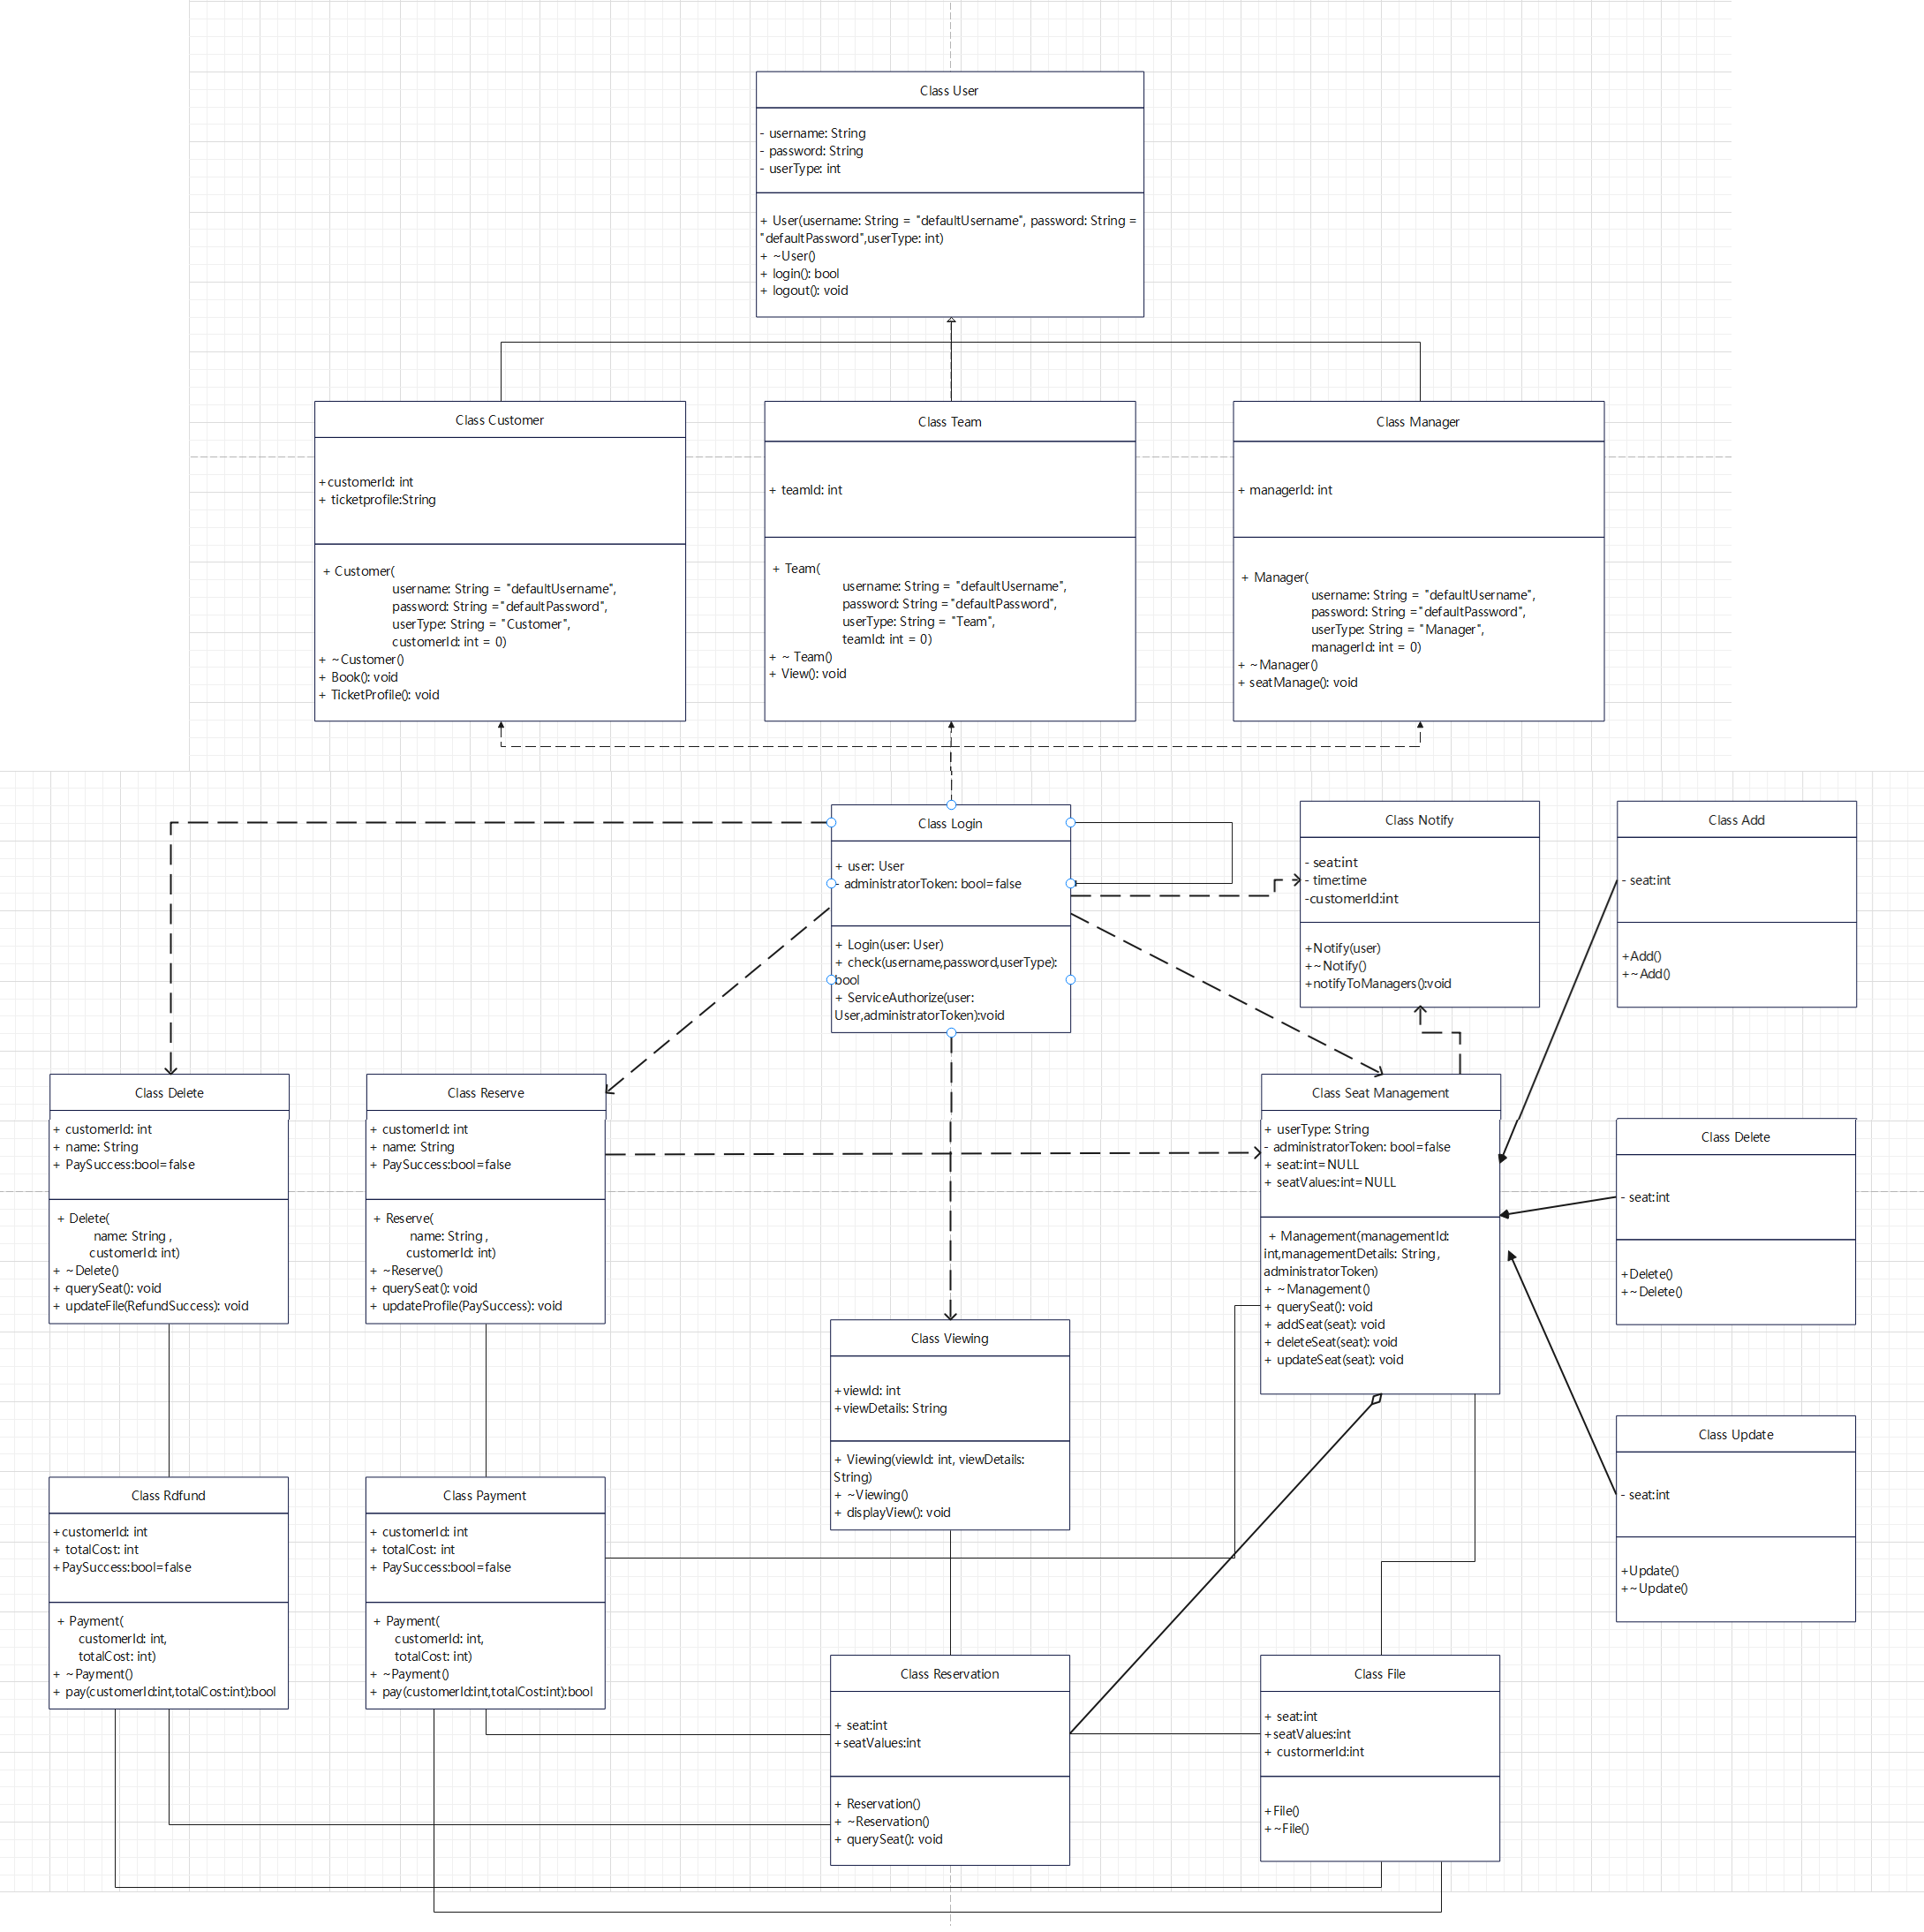 Class User
- username: String
- password: String
- userType: int
+ User(username: String = "defaultUsername", password: String =
"defaultPassword",userType: int)
+ ~User()
+ login(): bool
+ logout(): void
Class Customer
+customerId: int
+ ticketprofile:String
+ Customer(
username: String = "defaultUsername",
password: String ="defaultPassword",
userType: String = "Customer",
customerId: int = 0)
+ ~Customer()
+ Book(): void
+ TicketProfile(): void
Class Team
+ teamId: int
+ Team(
username: String = "defaultUsername",
password: String ="defaultPassword",
userType: String = "Team",
teamId: int = 0)
+ ~ Team()
+ View(): void
Class Manager
+ managerId: int
+ Manager(
username: String = "defaultUsername",
password: String ="defaultPassword",
userType: String = "Manager",
managerId: int = 0)
+ ~Manager()
+ seatManage(): void
Class Login
+ user: User
- administratorToken: bool=false
+ Login(user: User)
+ check(username,password,userType):
bool
+ ServiceAuthorize(user:
User,administratorToken):void
Class Notify
- seat:int
- time:time
-customerId:int
+Notify(user)
+~Notify()
+notifyToManagers():void
Class Add
- seat:int
+Add()
+~Add()
Class Delete
+ customerId: int
+ name: String
+ PaySuccess:bool=false
+ Delete(
name: String ,
customerId: int)
+ ~Delete()
+ querySeat(): void
+ updateFile(RefundSuccess): void
Class Reserve
+ customerId: int
+ name: String
+ PaySuccess:bool=false
+ Reserve(
name: String ,
customerId: int)
+ ~Reserve()
+ querySeat(): void
+ updateProfile(PaySuccess): void
Class Seat Management
+ userType: String
- administratorToken: bool=false
+ seat:int=NULL
+ seatValues:int=NULL
+ Management(managementId:
int,managementDetails: String ,
administratorToken)
+ ~Management()
+ querySeat(): void
+ addSeat(seat): void
+ deleteSeat(seat): void
+ updateSeat(seat): void
Class Delete
- seat:int
+Delete()
+~Delete()
Class Viewing
+viewId: int
+viewDetails: String
+ Viewing(viewId: int, viewDetails:
String)
+ ~Viewing()
+ displayView(): void
Class Update
- seat:int
+Update()
+~Update()
Class Rdfund
+customerId: int
+ totalCost: int
+PaySuccess:bool=false
+ Payment(
customerId: int,
totalCost: int)
+ ~Payment()
+ pay(customerId:int,totalCost:int):bool
Class Payment
+ customerId: int
+ totalCost: int
+ PaySuccess:bool=false
+ Payment(
customerId: int,
totalCost: int)
+ ~Payment()
+ pay(customerId:int,totalCost:int):bool
Class Reservation
+ seat:int
+seatValues:int
+ Reservation()
+ ~Reservation()
+ querySeat(): void
Class File
+ seat:int
+seatValues:int
+ custormerId:int
+File()
+~File()